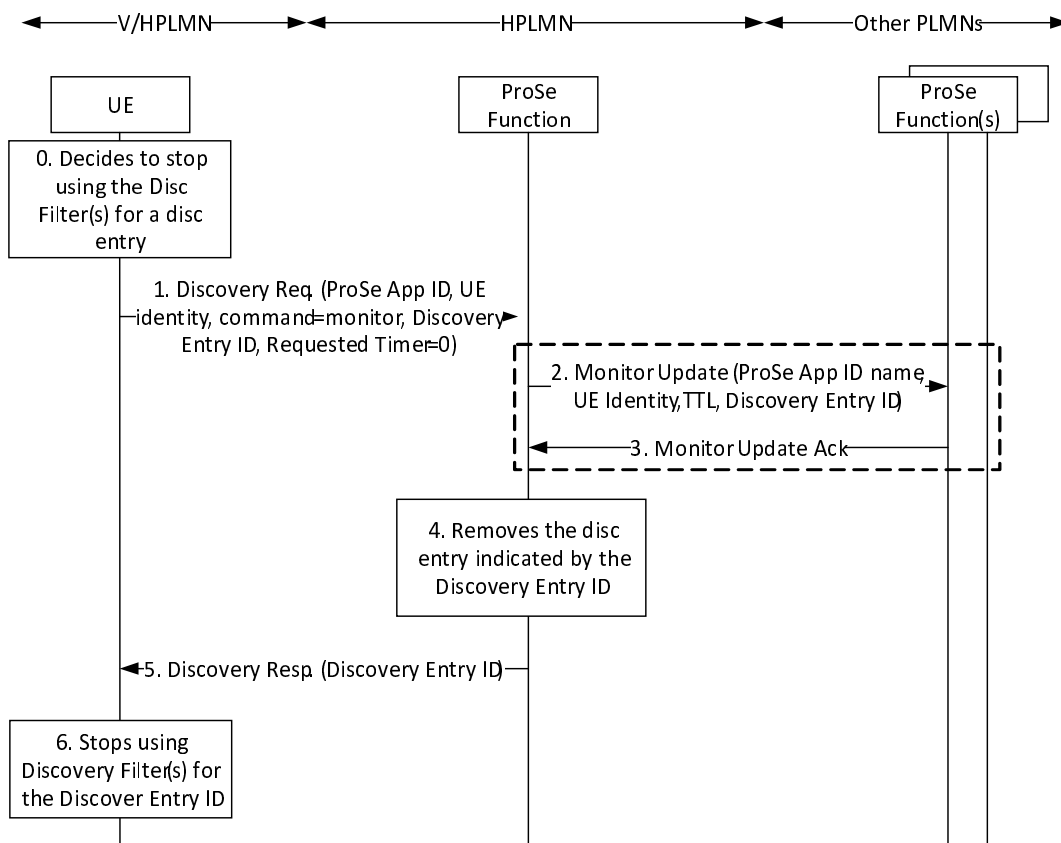 V/HPLMN
HPLMN
Other PLMNs
UE
ProSe
Function
ProSe
Function(s)
0. Decides to stop
using the Disc
Filter(s) for a disc
entry
1. Discovery Req. (ProSe App ID, UE
identity, command=monitor, Discovery
Entry ID, Requested Timer=0)
2. Monitor Update (ProSe App ID name,
UE Identity,TTL, Discovery Entry ID)
3. Monitor Update Ack
4. Removes the disc
entry indicated by the
Discovery Entry ID
5. Discovery Resp. (Discovery Entry ID)
6. Stops using
Discovery Filter(s) for
the Discover Entry ID